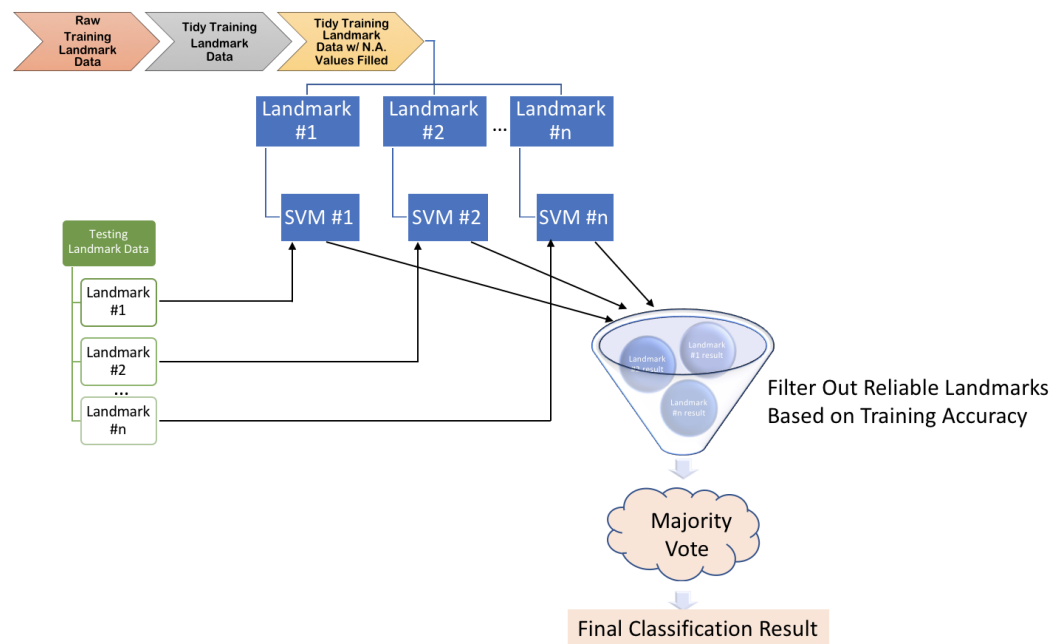 Raw
Training
Landmark
Data
Tidy Training
Landmark
Data
Tidy Training
Landmark
Data w/ N.A.
Values Filled
Landmark
#1
Landmark
#2
...
Landmark
#n
SVM #1
SVM #2
SVM #n
Testing
Landmark Data
Landmark
#1
Landmark
#2
...
Landmark
#n
Landmark
#1 result
Landmark
#2 result
Landmark
#n result
Filter Out Reliable Landmarks
Based on Training Accuracy
Majority
Vote
Final Classification Result